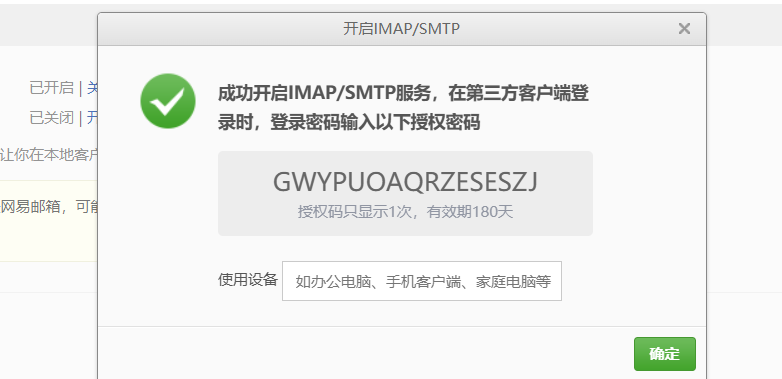 开启IMAP/SMTP
已开启 | 关
已关闭 | 开
让你在本地客户
网易邮箱，可能
成功开启IMAP/SMTP服务，在第三方客户端登
录时，登录密码输入以下授权密码
GWYPUOAQRZESESZJ
授权码只显示1次，有效期180天
使用设备 如办公电脑、手机客户端、家庭电脑等
确定